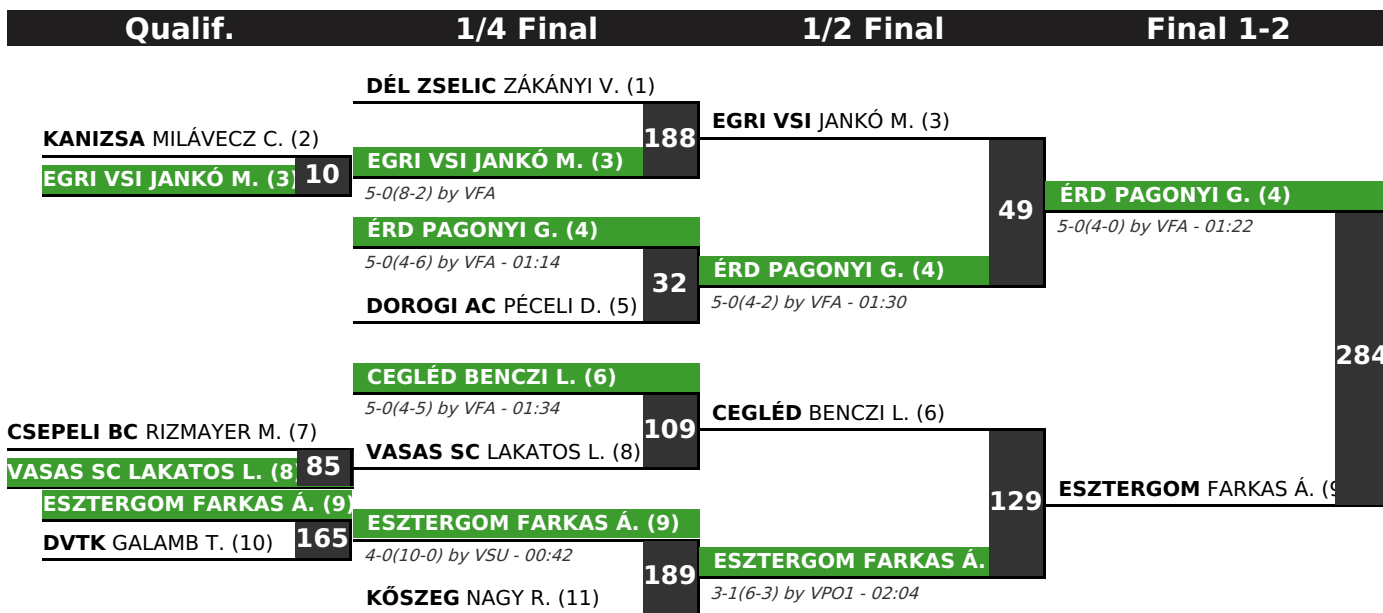 Qualif. 1/4 Final 1/2 Final Final 1-2
DÉL ZSELIC ZÁKÁNYI V. (1)
KANIZSA MILÁVECZ C. (2)
EGRI VSI JANKÓ M. (3)
10
EGRI VSI JANKÓ M. (3)
5-0(8-2) by VFA
188
EGRI VSI JANKÓ M. (3)
ÉRD PAGONYI G. (4)
5-0(4-6) by VFA - 01:14
DOROGI AC PÉCELI D. (5)
32
ÉRD PAGONYI G. (4)
5-0(4-2) by VFA - 01:30
49
ÉRD PAGONYI G. (4)
5-0(4-0) by VFA - 01:22
284
CEGLÉD BENCZI L. (6)
5-0(4-5) by VFA - 01:34
CSEPELI BC RIZMAYER M. (7)
VASAS SC LAKATOS L. (8
85
VASAS SC LAKATOS L. (8)
109
CEGLÉD BENCZI L. (6)
ESZTERGOM FARKAS Á. (9)
DVTK GALAMB T. (10)
165
ESZTERGOM FARKAS Á. (9)
4-0(10-0) by VSU - 00:42
KŐSZEG NAGY R. (11)
189
ESZTERGOM FARKAS Á.
3-1(6-3) by VPO1 - 02:04
129
ESZTERGOM FARKAS Á. (9